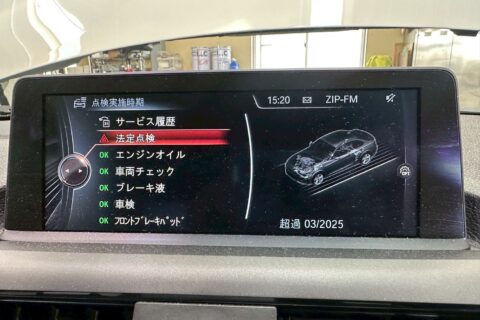 点検実施時期
15:20
ZIP-FM
サービス履歴
法定点検
OK エンジンオイル
OK 車両チェック
OK ブレーキ液
OK 車検
OK ﾌﾛﾝﾄﾌﾞﾚｰｷﾊﾟｯﾄﾞ
超過 03/2025